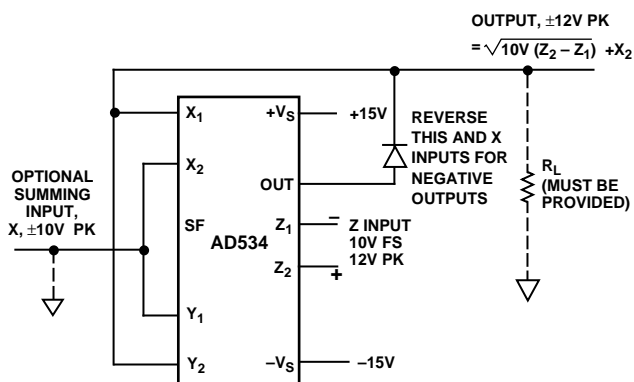 OUTPUT, ±12V PK
= √10V (Z2 – Z1) +X2
X1
+VS
+15V
REVERSE
THIS AND X
INPUTS FOR
NEGATIVE
OUTPUTS
OPTIONAL
SUMMING
INPUT,
X, ±10V PK
X2
OUT
RL
(MUST BE
PROVIDED)
SF
AD534
Z1
–
Z INPUT
10V FS
12V PK
Z2
+
Y1
Y2
–VS
–15V